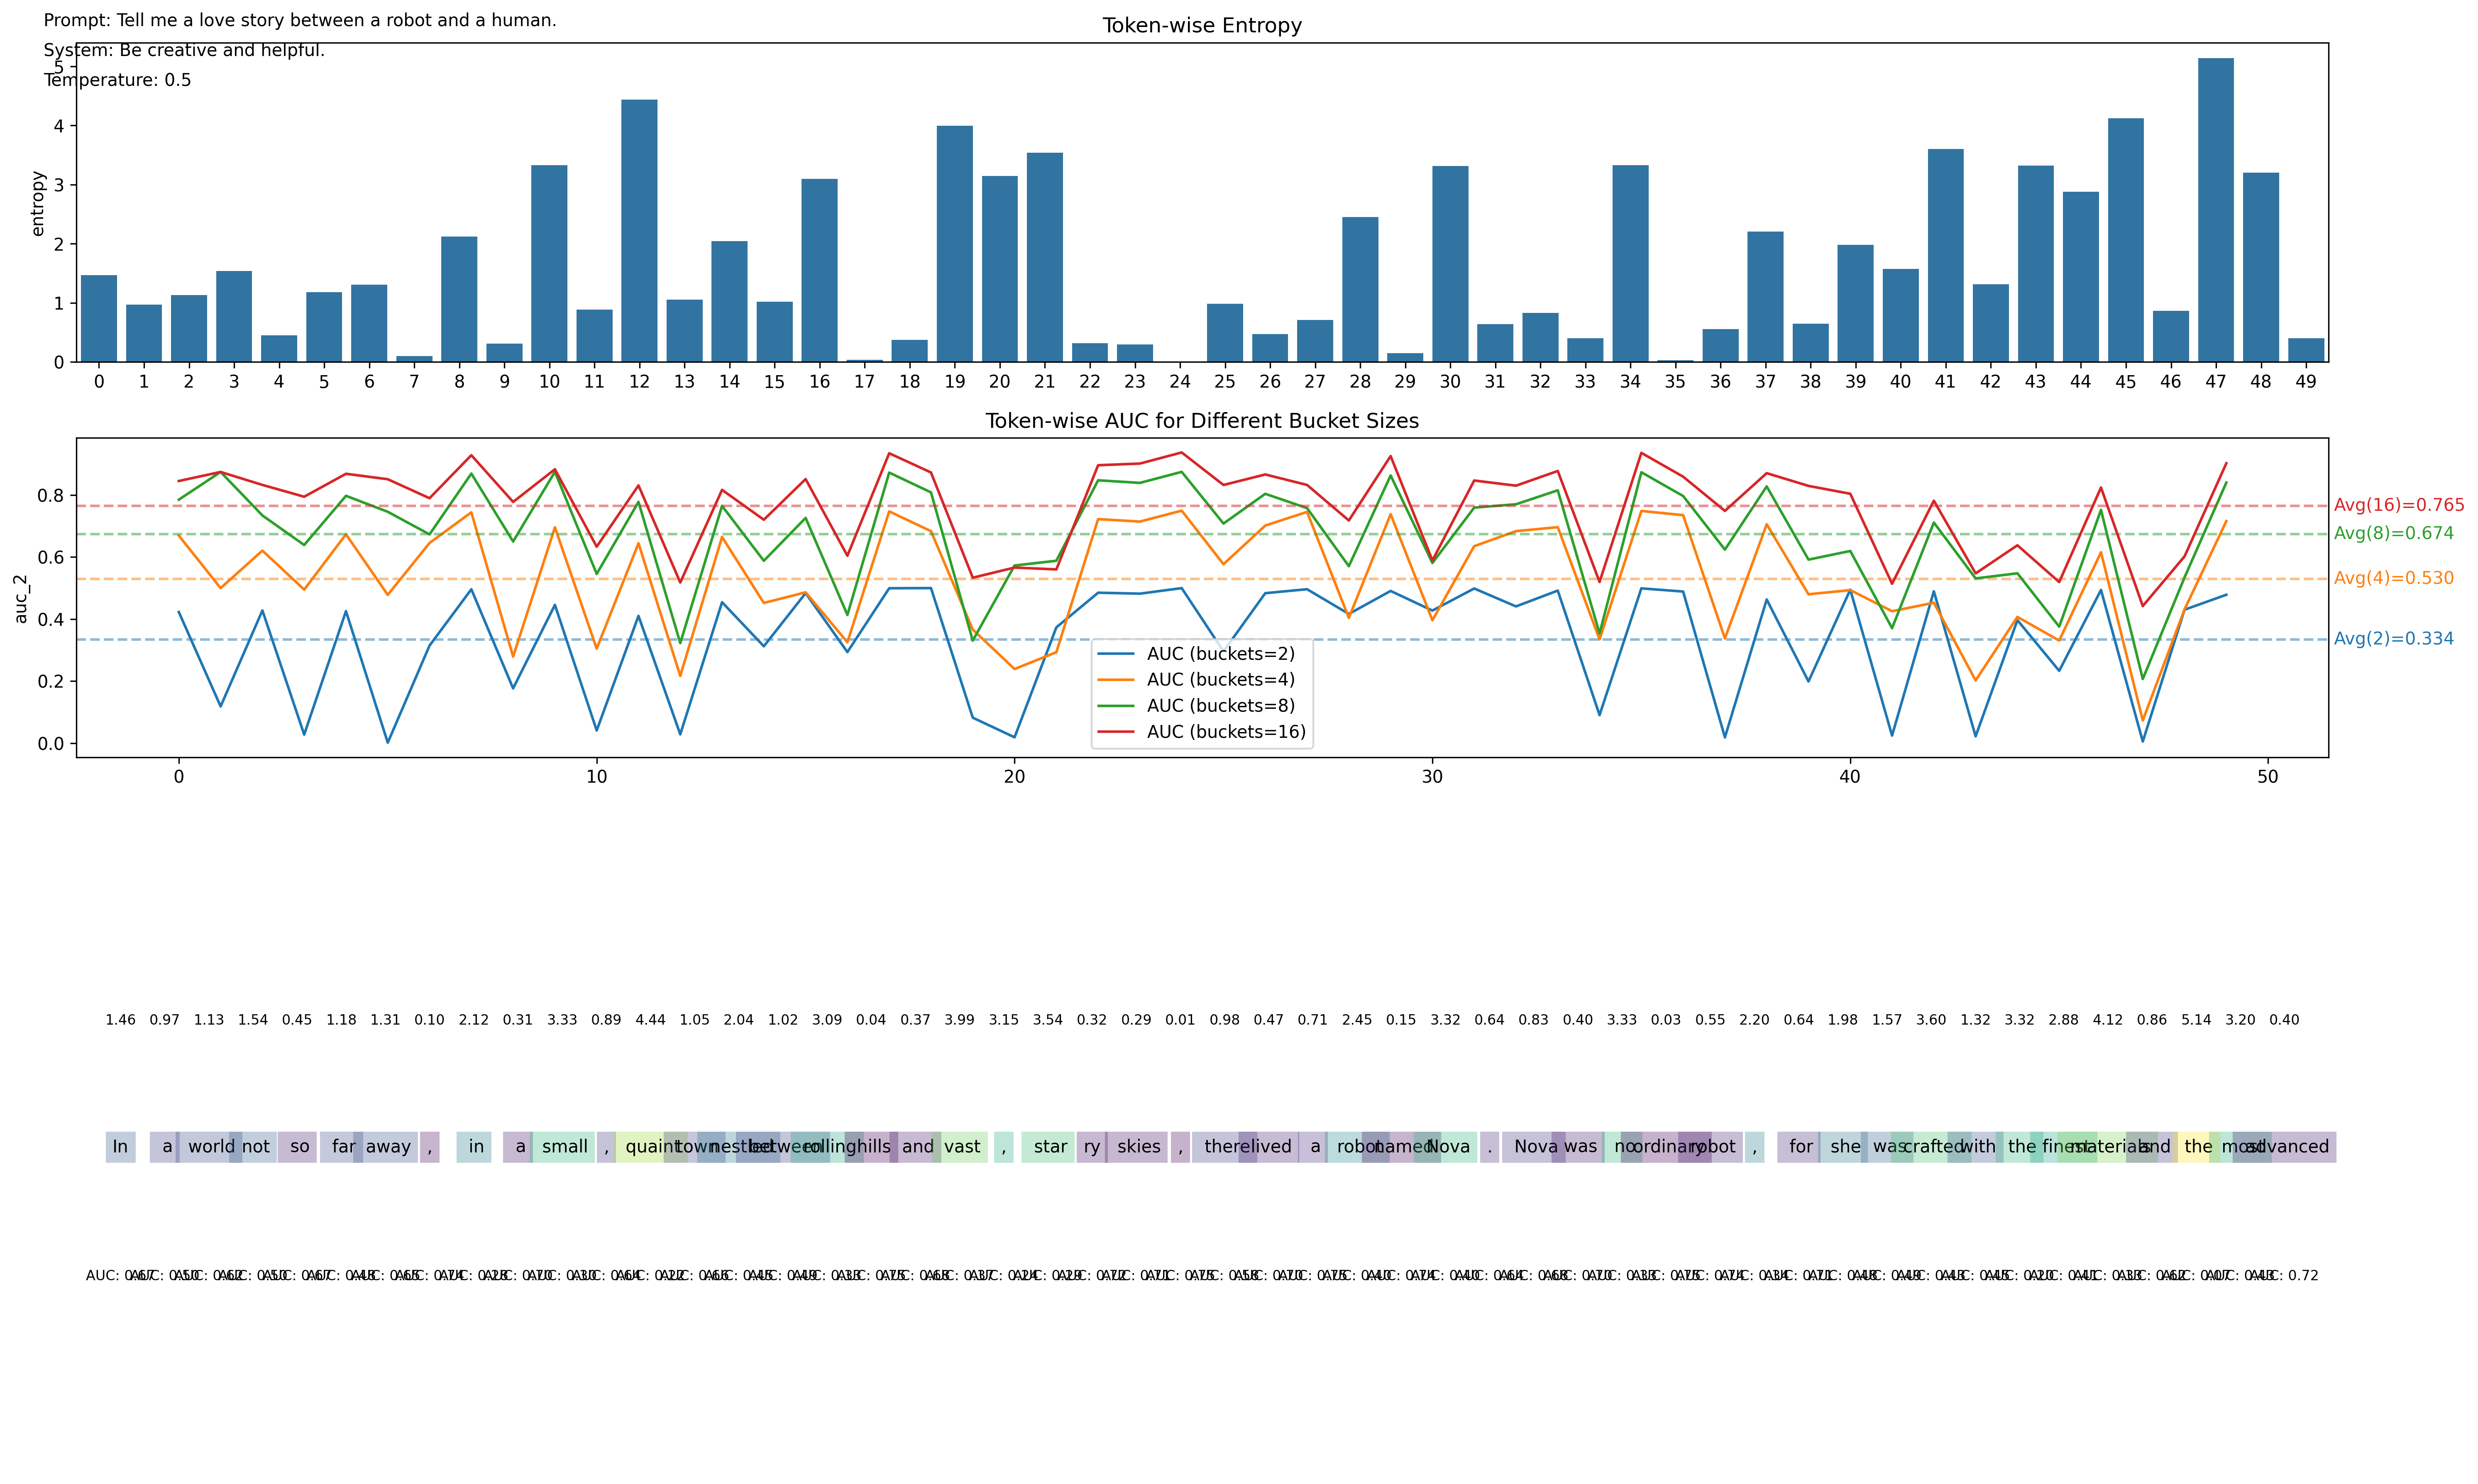 Prompt: Tell me a love story between a robot and a human.
Token-wise Entropy
System: Be creative and helpful.
Temperature: 0.5
5
4
3
2
1
0
entropy
0 1 2 3 4 5 6 7 8 9 10 11 12 13 14 15 16 17 18 19 20 21 22 23 24 25 26 27 28 29 30 31 32 33 34 35 36 37 38 39 40 41 42 43 44 45 46 47 48 49
Token-wise AUC for Different Bucket Sizes
0.8
0.6
0.4
0.2
0.0
auc_2
Avg(16)=0.765
Avg(8)=0.674
Avg(4)=0.530
Avg(2)=0.334
AUC (buckets=2)
AUC (buckets=4)
AUC (buckets=8)
AUC (buckets=16)
0 10 20 30 40 50
1.46 0.97 1.13 1.54 0.45 1.18 1.31 0.10 2.12 0.31 3.33 0.89 4.44 1.05 2.04 1.02 3.09 0.04 0.37 3.99 3.15 3.54 0.32 0.29 0.01 0.98 0.47 0.71 2.45 0.15 3.32 0.64 0.83 0.40 3.33 0.03 0.55 2.20 0.64 1.98 1.57 3.60 1.32 3.32 2.88 4.12 0.86 5.14 3.20 0.40
In a world not so far away , in a small , quaint town nestled between rolling hills and vast , star ry skies , there lived a robot named Nova . Nova was no ordinary robot , for she was crafted with the finest materials and the most advanced